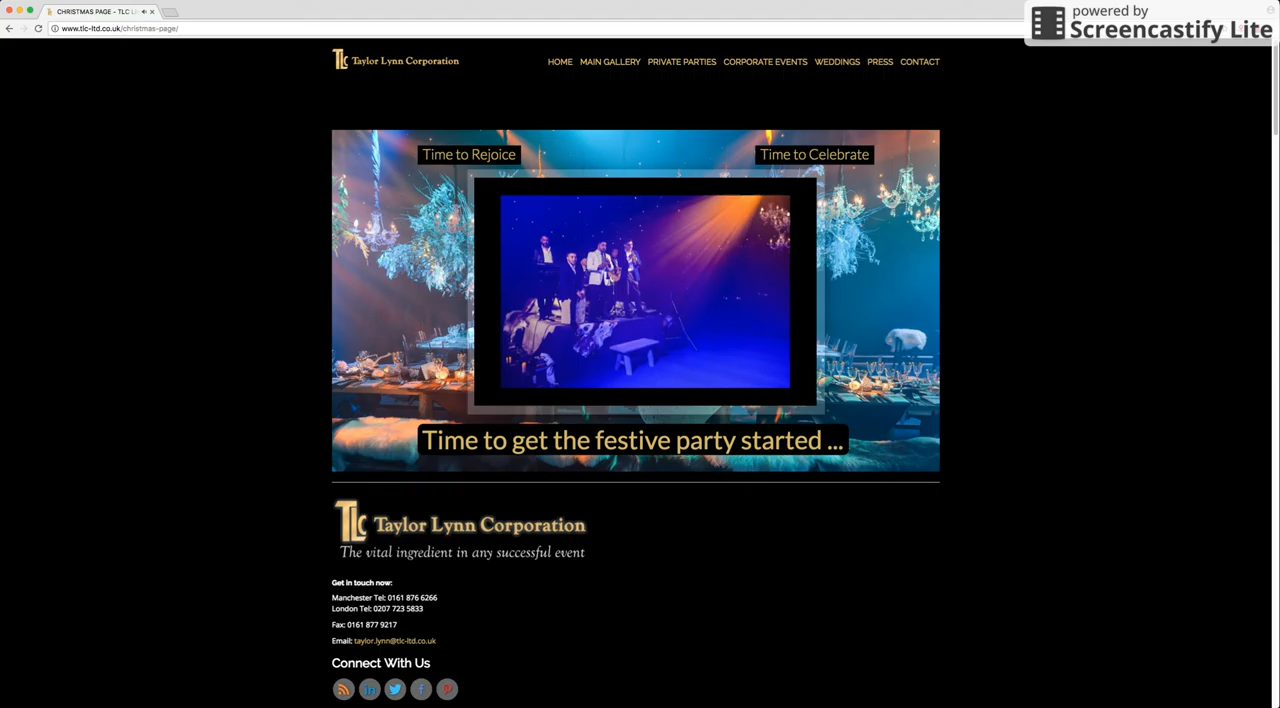 CHRISTMAS PAGE - TLC L
www.tlc-ltd.co.uk/christmas-page/
powered by
Screencastify Lite
TLC Taylor Lynn Corporation
HOME MAIN GALLERY PRIVATE PARTIES CORPORATE EVENTS WEDDINGS PRESS CONTACT
Time to Rejoice
Time to Celebrate
Time to get the festive party started ...
TLC Taylor Lynn Corporation
The vital ingredient in any successful event
Get in touch now:
Manchester Tel: 0161 876 6266
London Tel: 0207 723 5833
Fax: 0161 877 9217
Email: taylor.lynn@tlc-ltd.co.uk
Connect With Us